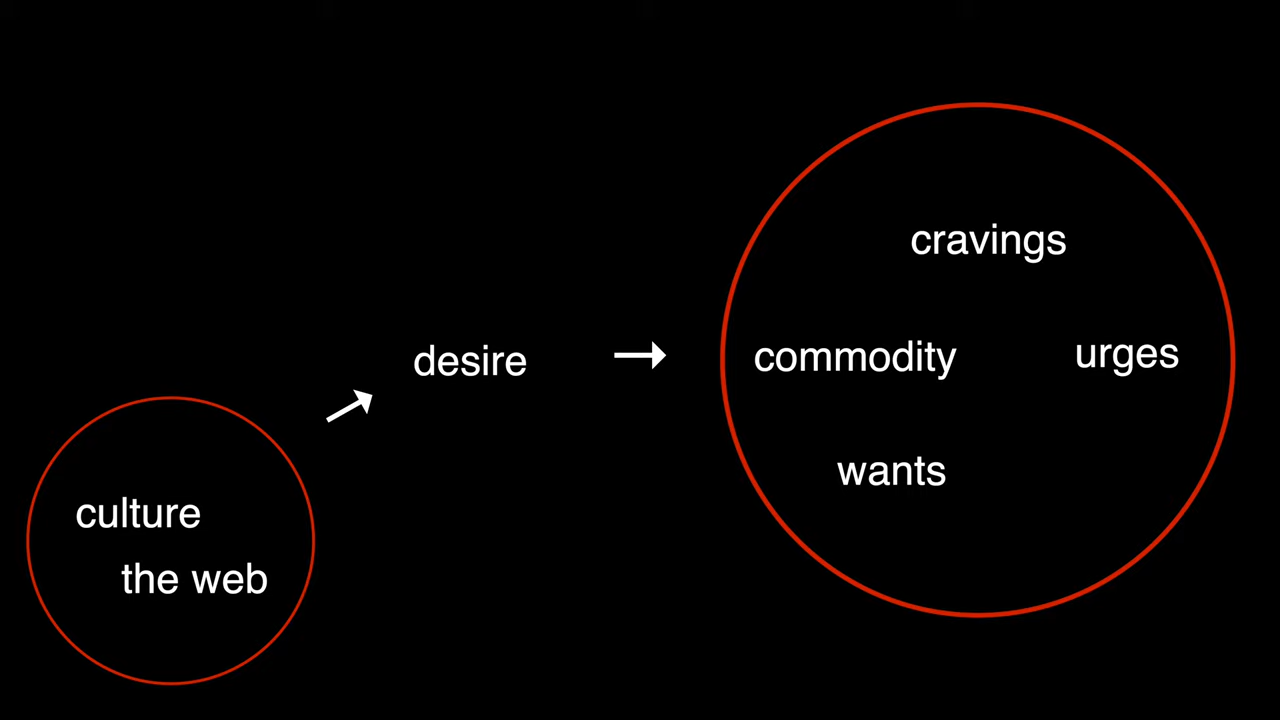 cravings
desire
commodity
urges
wants
culture
the web